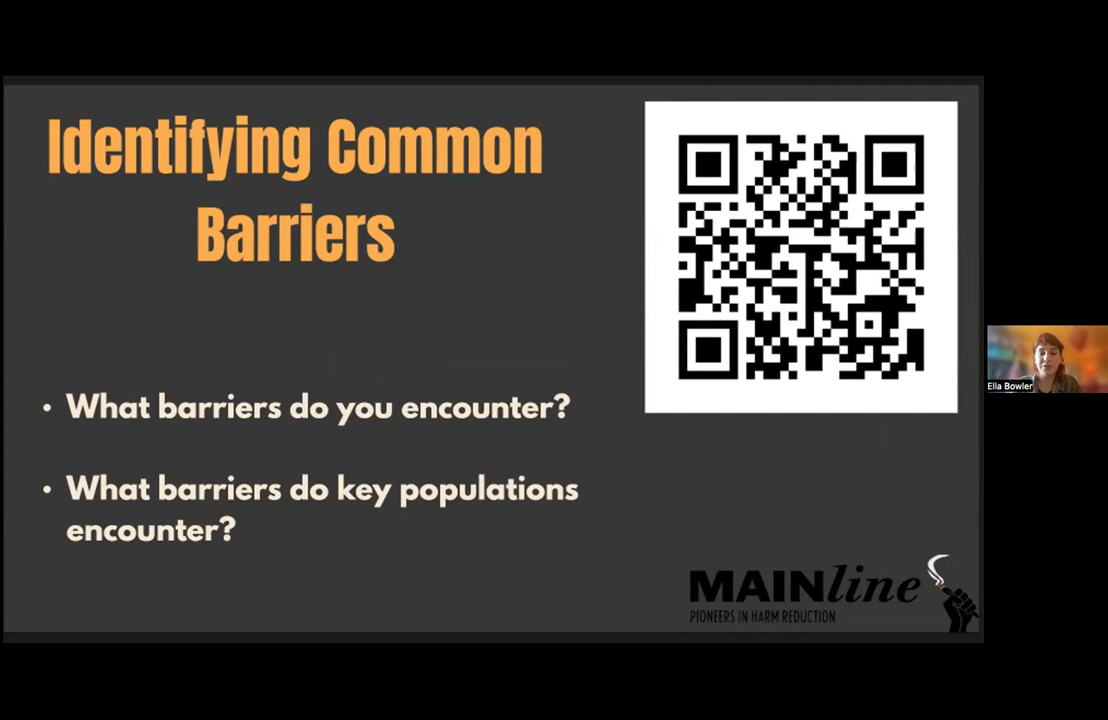 Identifying Common
Barriers
• What barriers do you encounter?
• What barriers do key populations
encounter?
MAINline
PIONEERS IN HARM REDUCTION
Ella Bowler